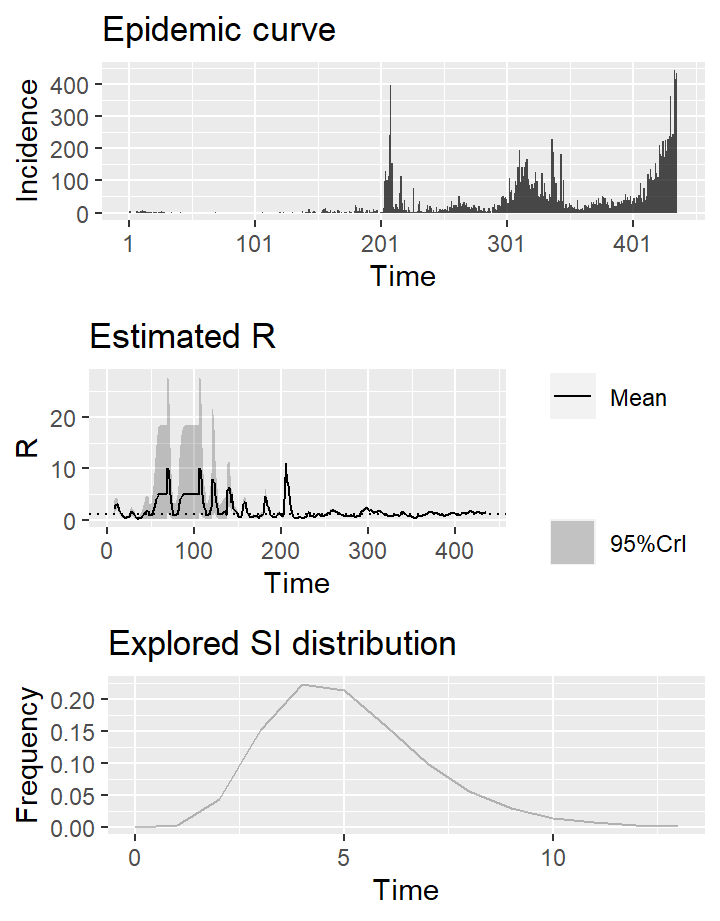 Epidemic curve
Incidence
400
300
200
100
0
1
101
201
301
401
Time
Estimated R
R
20
10
0
0
100
200
300
400
Time
Mean
95%CrI
Explored SI distribution
Frequency
0.20
0.15
0.10
0.05
0.00
0
5
10
Time